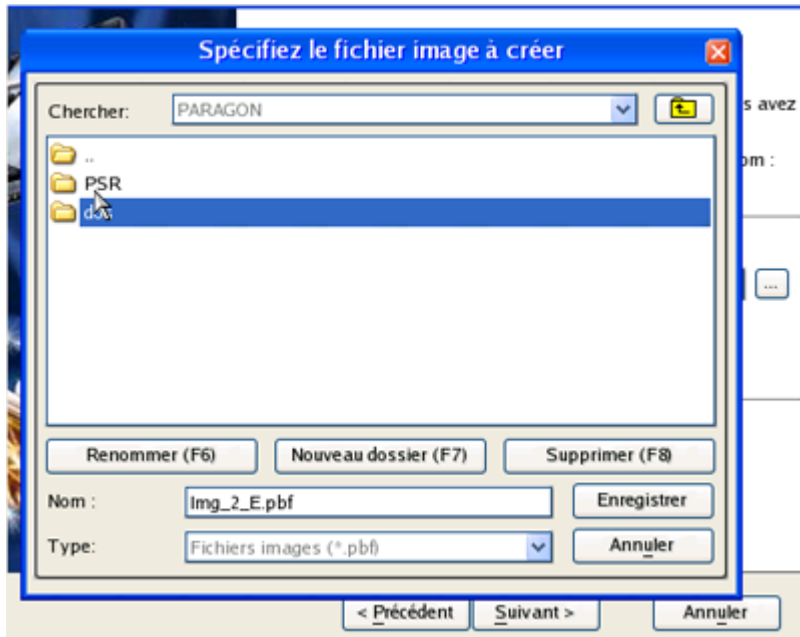 Spécifiez le fichier image à créer
Chercher: PARAGON
s avez
om :
..
PSR
...
Renommer (F6) Nouveau dossier (F7) Supprimer (F8)
Nom : Img_2_E.pbf Enregistrer
Type: Fichiers images (*.pbf) Annuler
< Précédent Suivant > Annuler